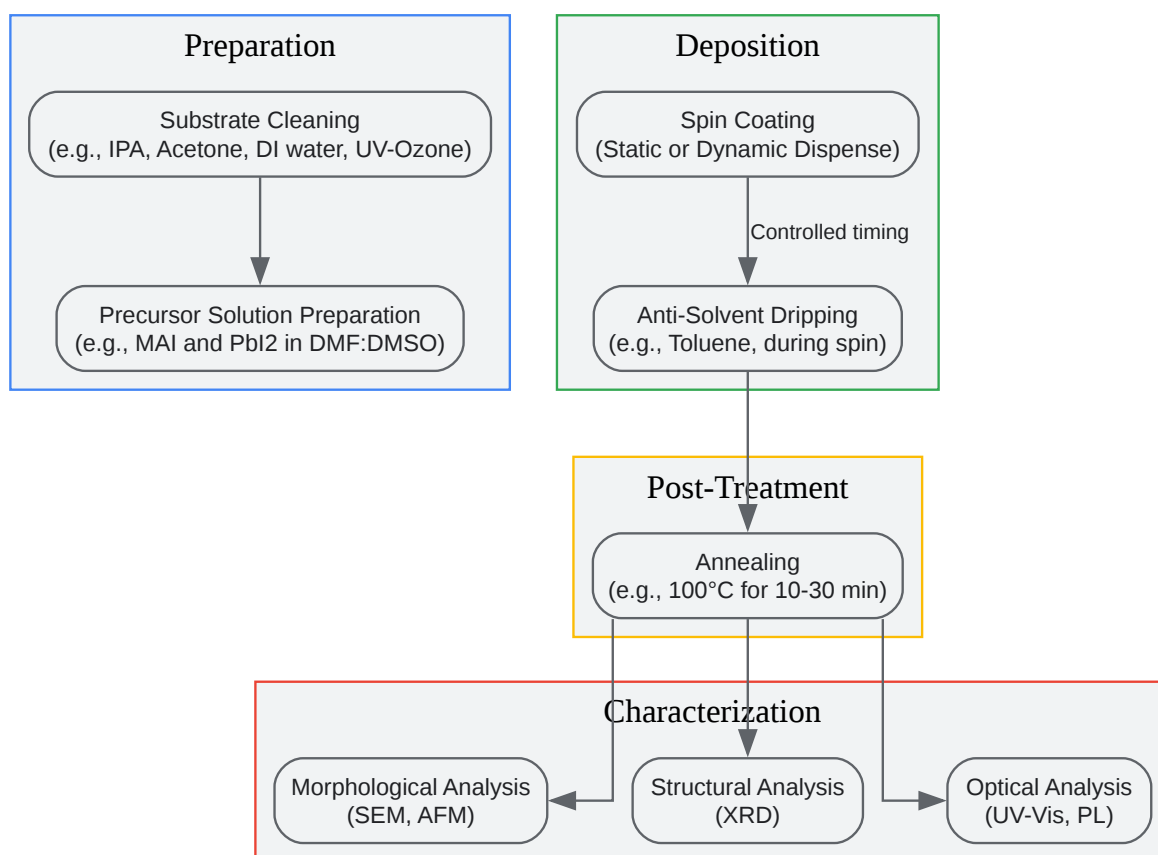 Preparation
Substrate Cleaning
(e.g., IPA, Acetone, DI water, UV-Ozone)
Precursor Solution Preparation
(e.g., MAI and PbI2 in DMF:DMSO)
Deposition
Spin Coating
(Static or Dynamic Dispense)
Controlled timing
Anti-Solvent Dripping
(e.g., Toluene, during spin)
Post-Treatment
Annealing
(e.g., 100°C for 10-30 min)
Characterization
Morphological Analysis
(SEM, AFM)
Structural Analysis
(XRD)
Optical Analysis
(UV-Vis, PL)